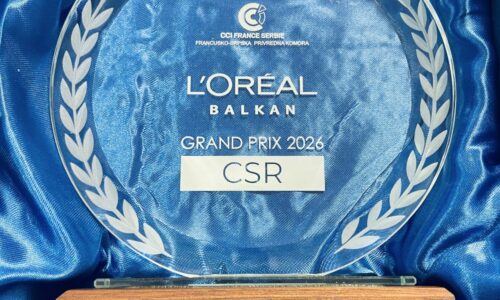 CCI FRANCE SERBIE
FRANCUSKO-SRPSKA PRIVREDNA KOMORA
L'ORÉAL
BALKAN
GRAND PRIX 2026
CSR